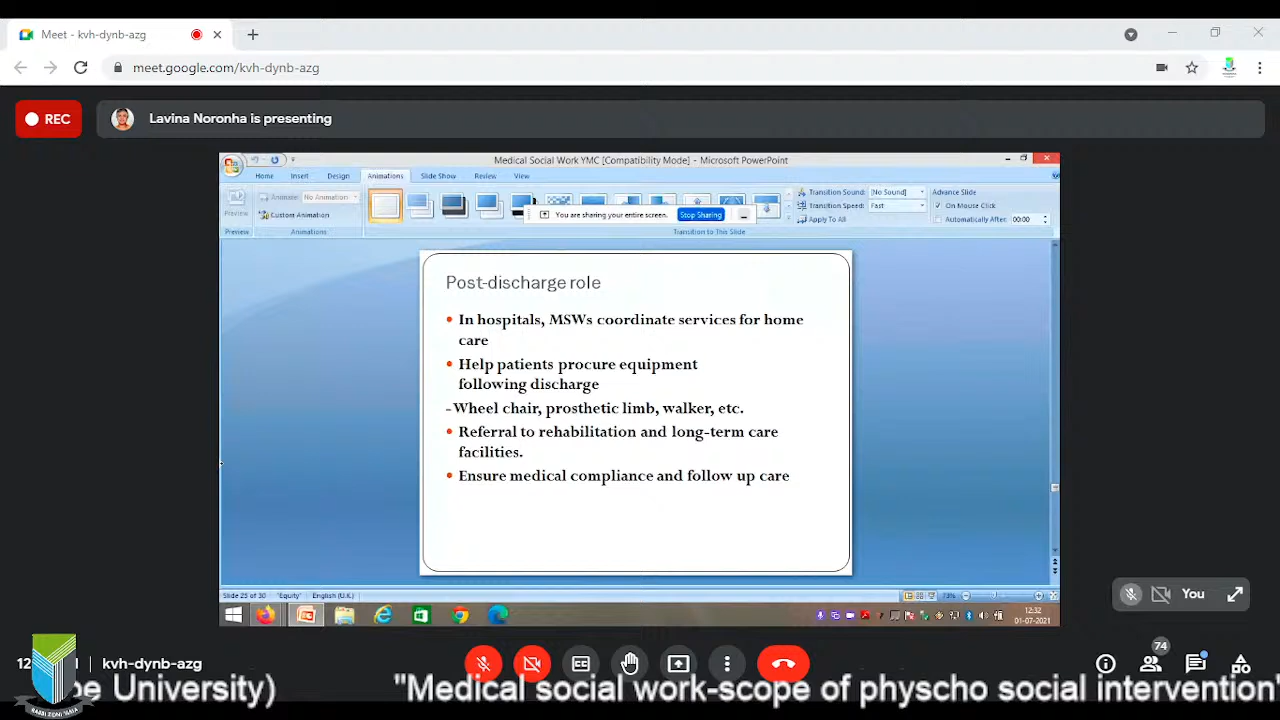 Meet - kvh-dynb-azg
meet.google.com/kvh-dynb-azg
REC
Lavina Noronha is presenting
Medical Social Work YMC [Compatibility Mode] - Microsoft PowerPoint
Home Insert Design Animations Slide Show Review View
Preview
Animate: No Animation
Custom Animation
Transition Sound: [No Sound]
Transition Speed: Fast
Apply To All
Advance Slide
On Mouse Click
Automatically After: 00:00
You are sharing your entire screen. Stop Sharing
Preview Animations Transition to This Slide
Post-discharge role
• In hospitals, MSWs coordinate services for home
care
• Help patients procure equipment
following discharge
-Wheel chair, prosthetic limb, walker, etc.
• Referral to rehabilitation and long-term care
facilities.
• Ensure medical compliance and follow up care
Slide 25 of 30 "Equity" English (U.K.) 73%
12:32
01-07-2021
You
74
kvh-dynb-azg
University) "Medical social work-scope of physcho social intervention"